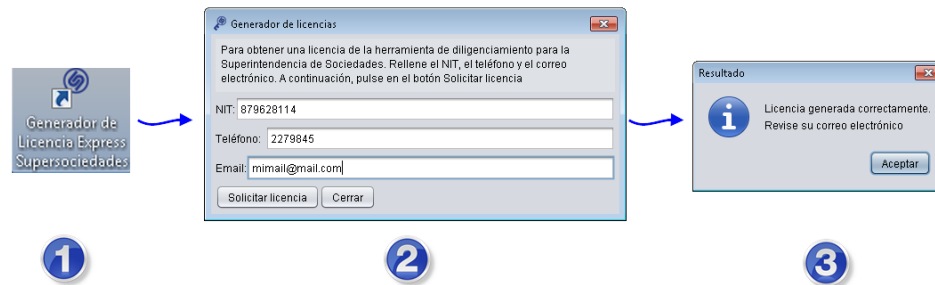 Generador de
Licencia Express
Supersociedades
Generador de licencias
Para obtener una licencia de la herramienta de diligenciamiento para la
Superintendencia de Sociedades. Rellene el NIT, el teléfono y el correo
electrónico. A continuación, pulse en el botón Solicitar licencia
NIT: 879628114
Teléfono: 2279845
Email: mimail@mail.com
Solicitar licencia Cerrar
Resultado
Licencia generada correctamente.
Revise su correo electrónico
Aceptar
1
2
3